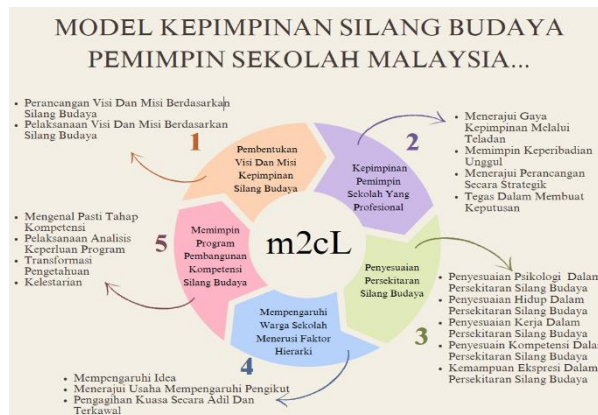 MODEL KEPIMPINAN SILANG BUDAYA
PEMIMPIN SEKOLAH MALAYSIA...
• Perancangan Visi Dan Misi Berdasarkan
Silang Budaya
• Pelaksanaan Visi Dan Misi Berdasarkan
Silang Budaya
1
Pembentukan
Visi Dan Misi
Kepimpinan
Silang Budaya
2
Kepimpinan
Pemimpin
Sekolah Yang
Profesional
• Menerajui Gaya
Kepimpinan Melalui
Teladan
• Memimpin Keperibadian
Unggul
• Menerajui Perancangan
Secara Strategik
• Tegas Dalam Membuat
Keputusan
m2cL
Penyesuaian
Persekitaran
Silang Budaya
3
• Penyesuaian Psikologi Dalam
Persekitaran Silang Budaya
• Penyesuaian Hidup Dalam
Persekitaran Silang Budaya
• Penyesuaian Kerja Dalam
Persekitaran Silang Budaya
• Penyesuain Kompetensi Dalam
Persekitaran Silang Budaya
• Kemampuan Ekspresi Dalam
Persekitaran Silang Budaya
Mempengaruhi
Warga Sekolah
Menerusi Faktor
Hierarki
4
• Mempengaruhi Idea
• Menerajui Usaha Mempengaruhi Pengikut
• Pengagihan Kuasa Secara Adil Dan
Terkawal
Memimpin
Program
Pembangunan
Kompetensi
Silang Budaya
5
• Mengenal Pasti Tahap
Kompetensi
• Pelaksanaan Analisis
Keperluan Program
• Transformasi
Pengetahuan
• Kelestarian